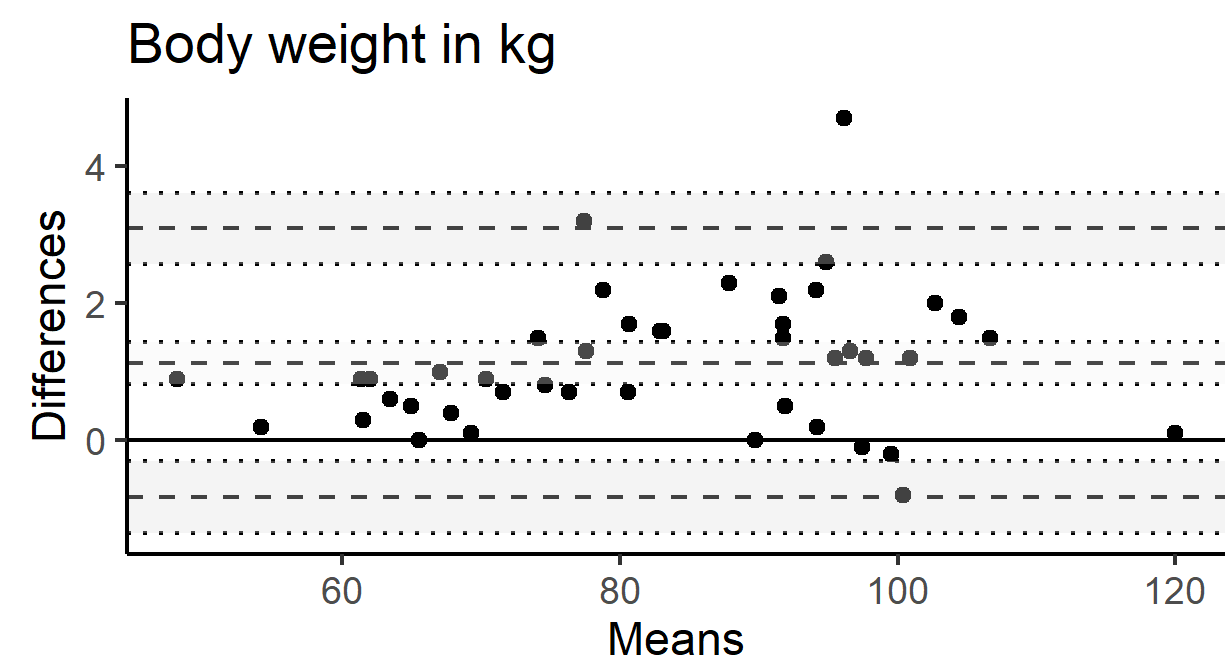 Body weight in kg
Differences
4
2
0
60 80 100 120
Means